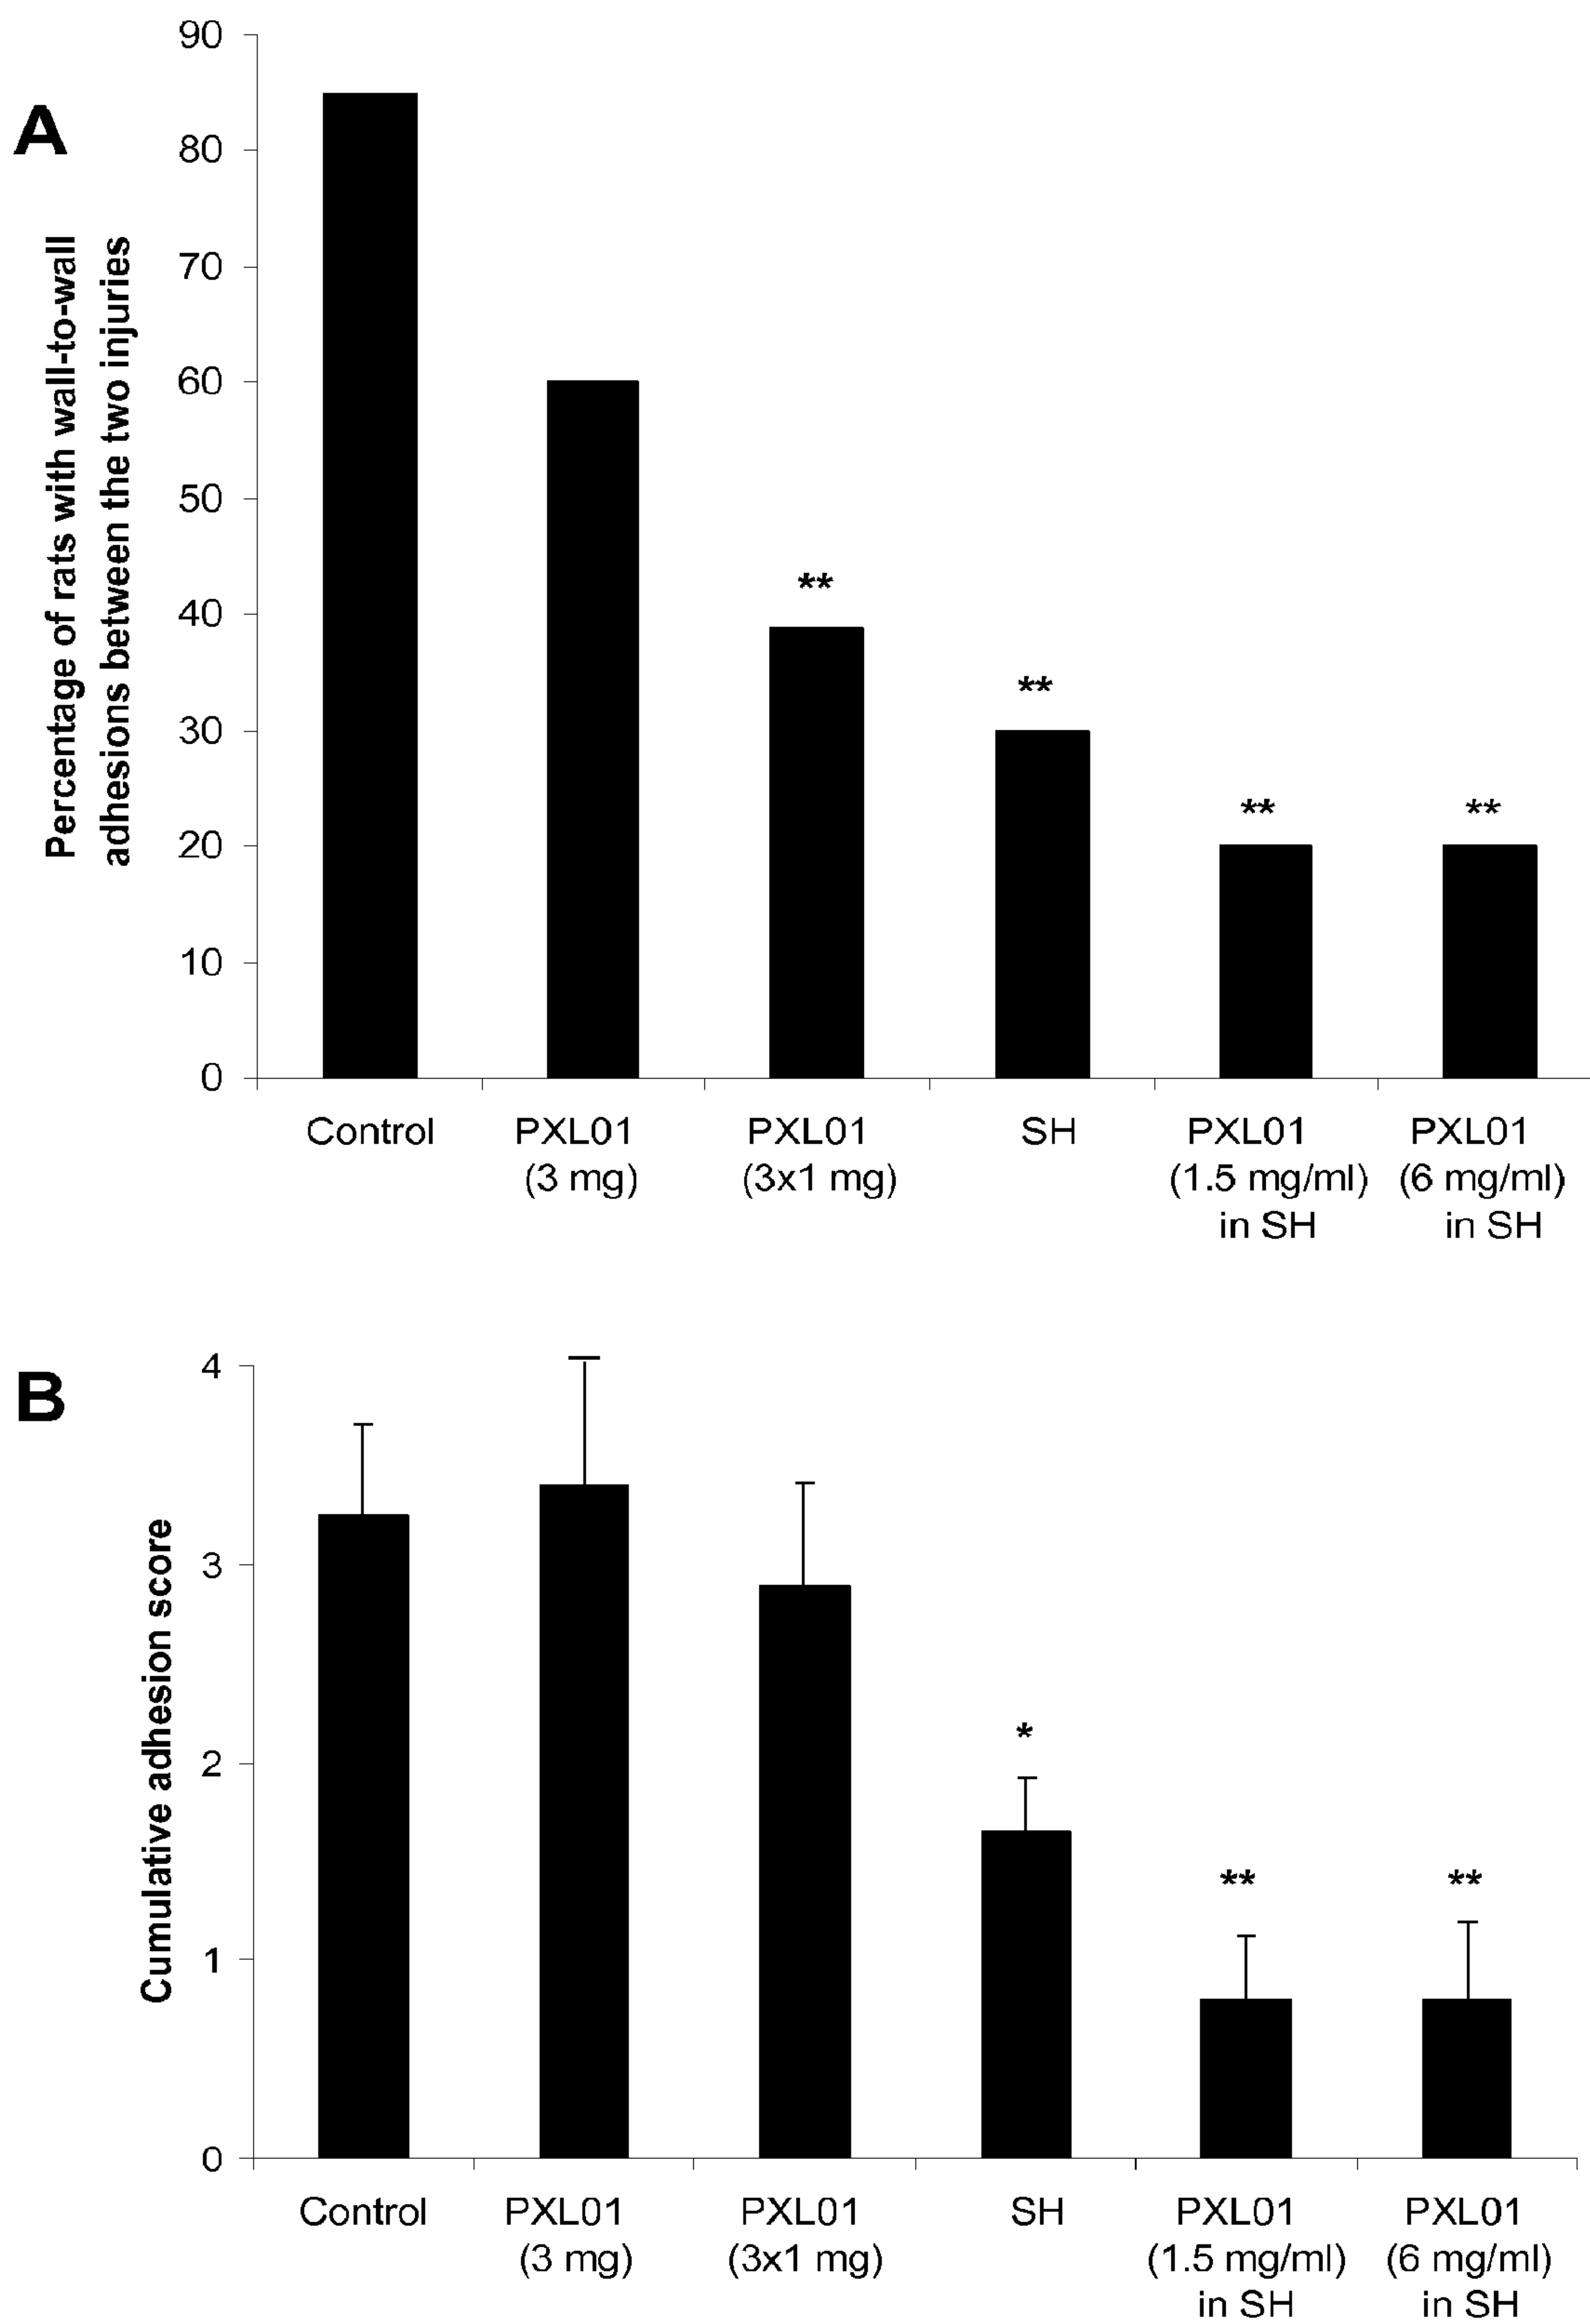 A
Percentage of rats with wall-to-wall
adhesions between the two injuries
90
80
70
60
50
40
30
20
10
0
**
**
**
**
Control
PXL01
(3 mg)
PXL01
(3x1 mg)
SH
PXL01
(1.5 mg/ml)
in SH
PXL01
(6 mg/ml)
in SH
B
Cumulative adhesion score
4
3
2
1
0
*
**
**
Control
PXL01
(3 mg)
PXL01
(3x1 mg)
SH
PXL01
(1.5 mg/ml)
in SH
PXL01
(6 mg/ml)
in SH